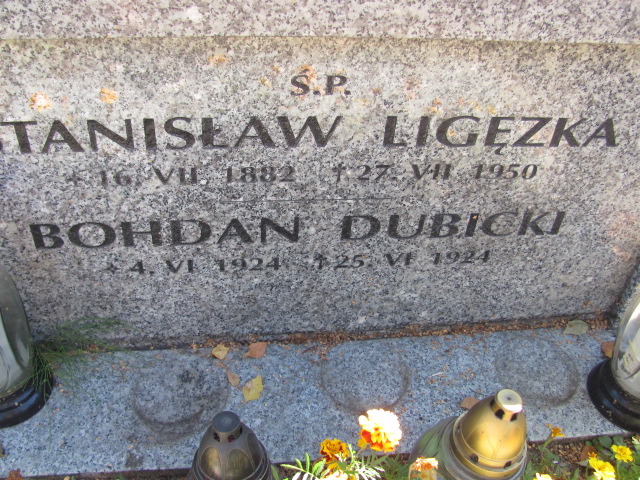 Ś.P.
STANISŁAW LIGĘZKA
* 16. VII 1882 † 27. VII 1950
BOHDAN DUBICKI
* 4. VI 1924 † 25. VI 1924